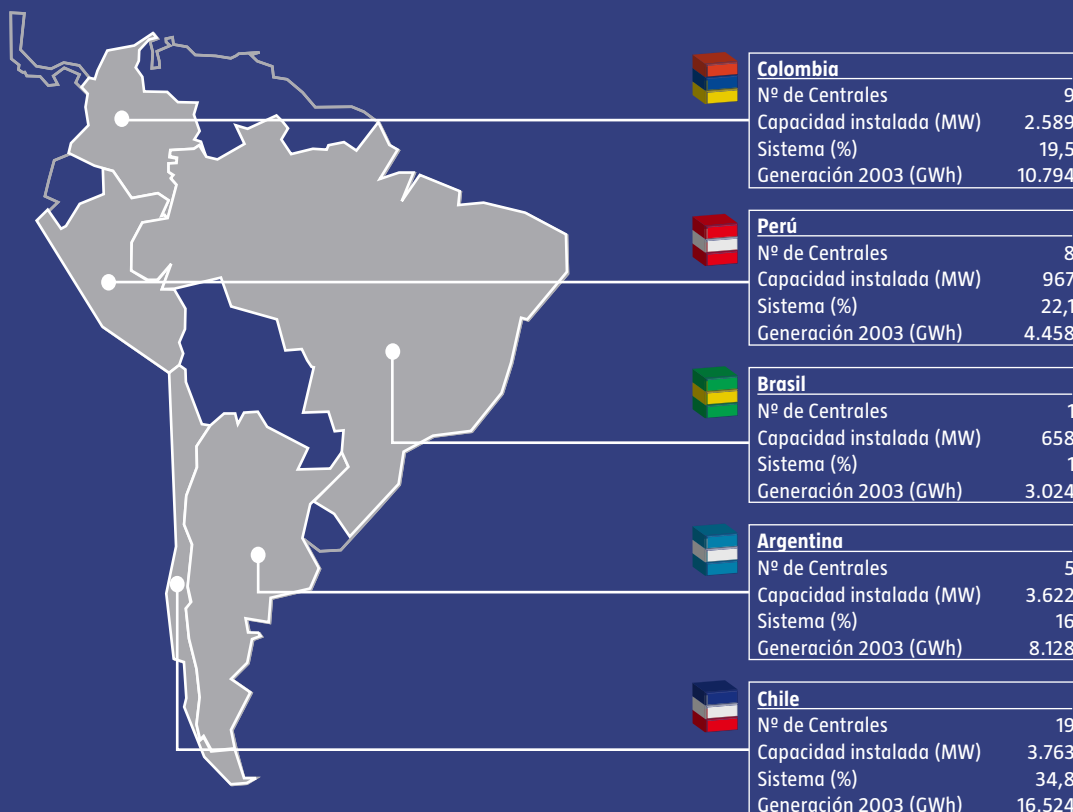 Colombia
Nº de Centrales 9
Capacidad instalada (MW) 2.589
Sistema (%) 19,5
Generación 2003 (GWh) 10.794
Perú
Nº de Centrales 8
Capacidad instalada (MW) 967
Sistema (%) 22,1
Generación 2003 (GWh) 4.458
Brasil
Nº de Centrales 1
Capacidad instalada (MW) 658
Sistema (%) 1
Generación 2003 (GWh) 3.024
Argentina
Nº de Centrales 5
Capacidad instalada (MW) 3.622
Sistema (%) 16
Generación 2003 (GWh) 8.128
Chile
Nº de Centrales 19
Capacidad instalada (MW) 3.763
Sistema (%) 34,8
Generación 2003 (GWh) 16.524